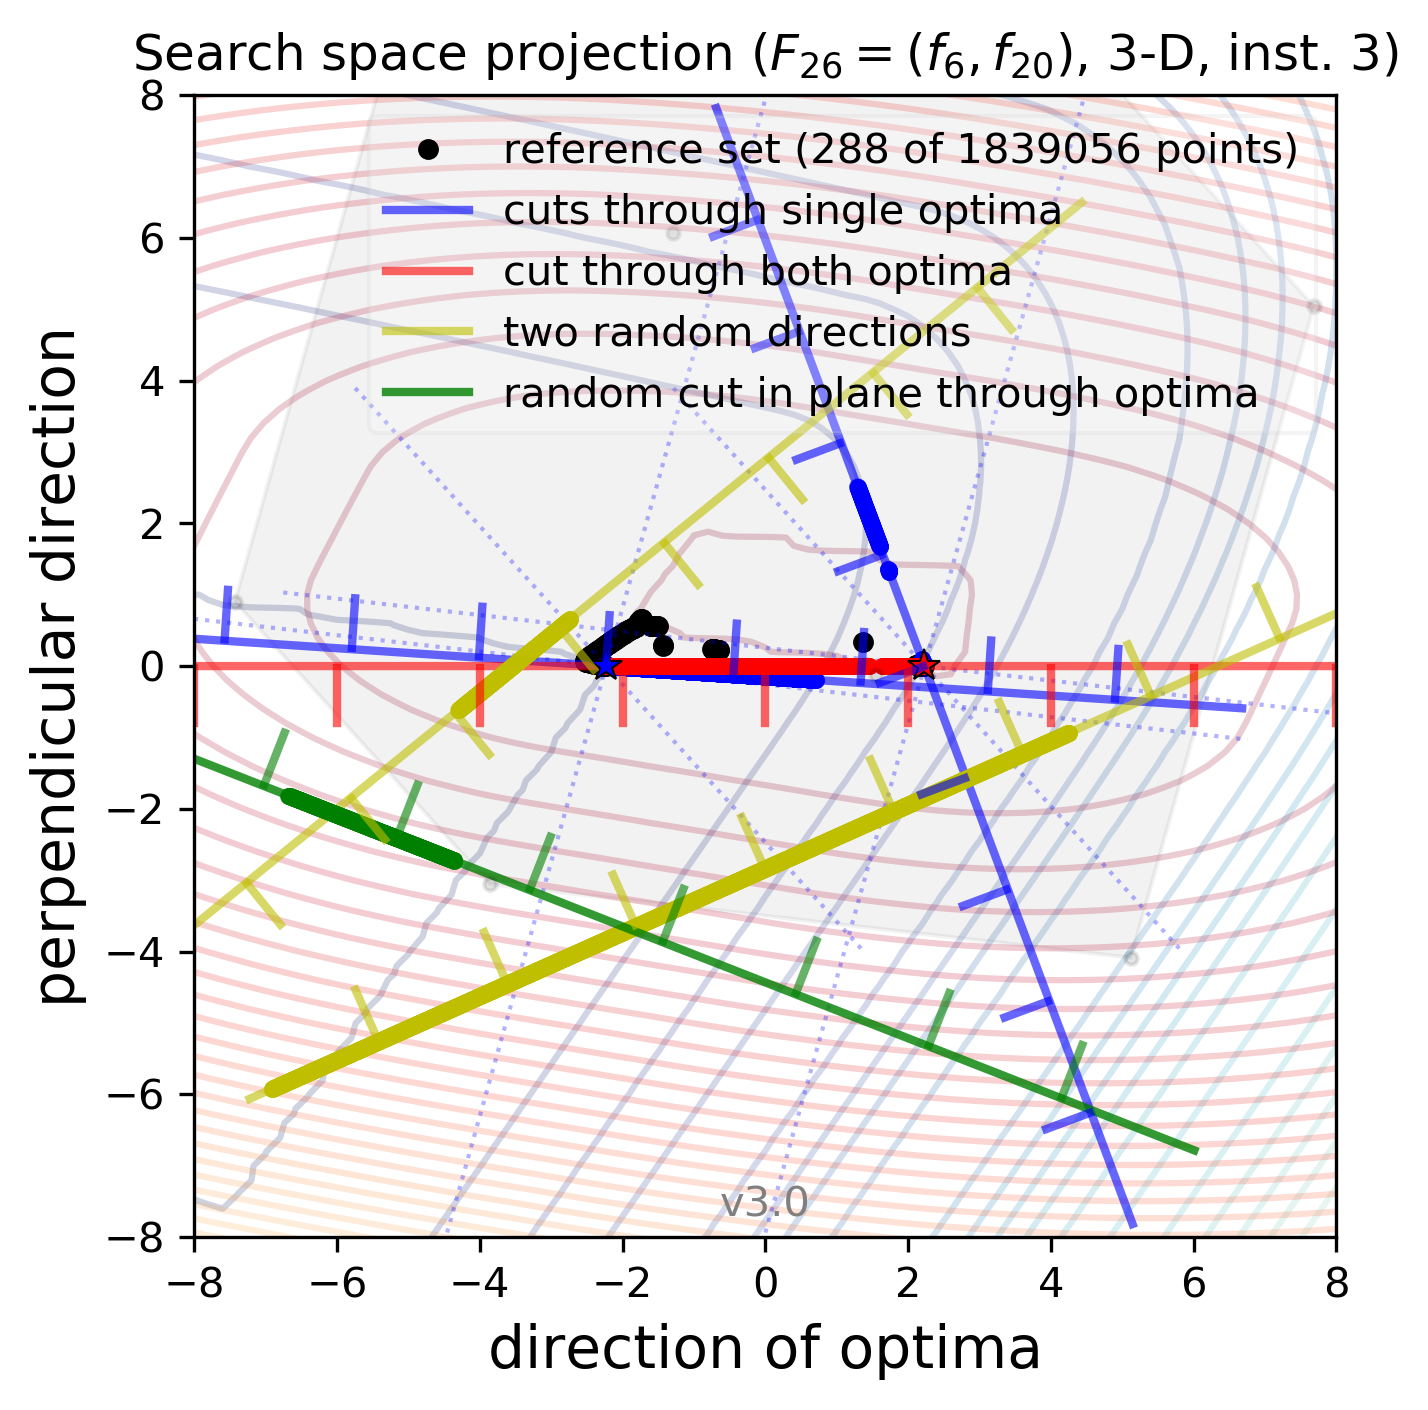 Search space projection (F26 = (f6, f20), 3-D, inst. 3)
reference set (288 of 1839056 points)
cuts through single optima
cut through both optima
two random directions
random cut in plane through optima
perpendicular direction
8
6
4
2
0
−2
−4
−6
−8
v3.0
−8 −6 −4 −2 0 2 4 6 8
direction of optima